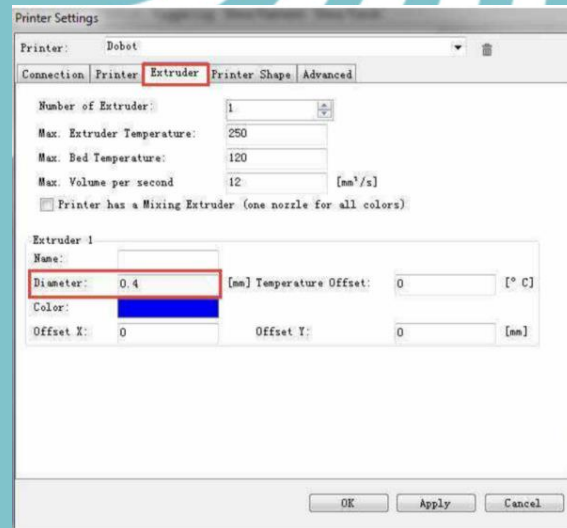 Printer Settings
Printer: Dobot
Connection Printer Extruder Printer Shape Advanced
Number of Extruder: 1
Max. Extruder Temperature: 250
Max. Bed Temperature: 120
Max. Volume per second 12 [mm³/s]
Printer has a Mixing Extruder (one nozzle for all colors)
Extruder 1
Name:
Diameter: 0.4 [mm] Temperature Offset: 0 [° C]
Color:
Offset X: 0 Offset Y: 0 [mm]
OK Apply Cancel